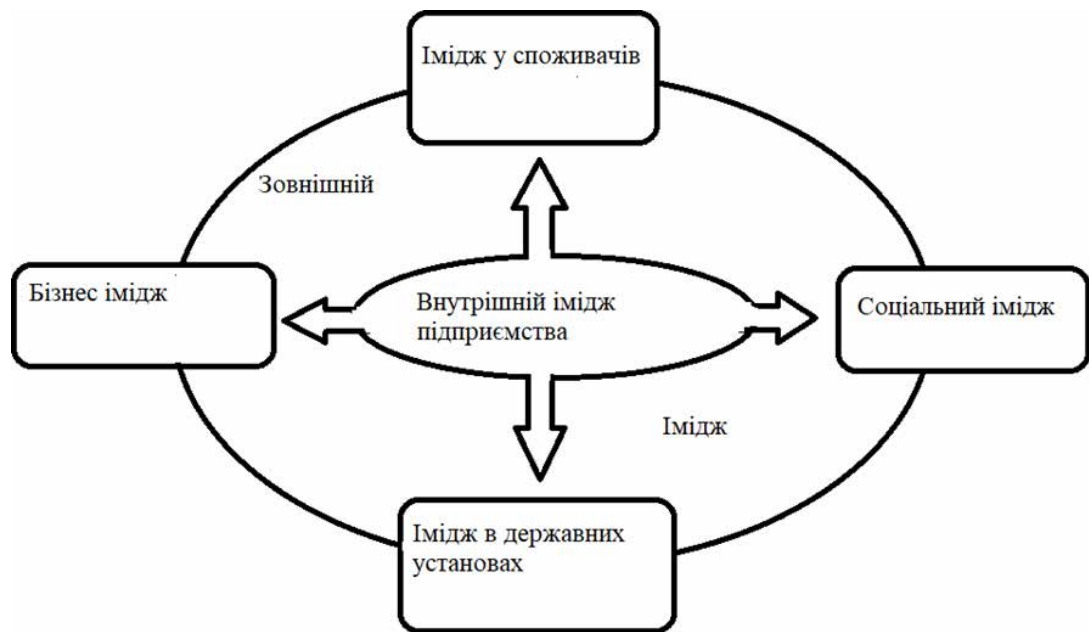 Імідж у споживачів
Зовнішній
Бізнес імідж
Внутрішній імідж
підприємства
Соціальний імідж
Імідж
Імідж в державних
установах